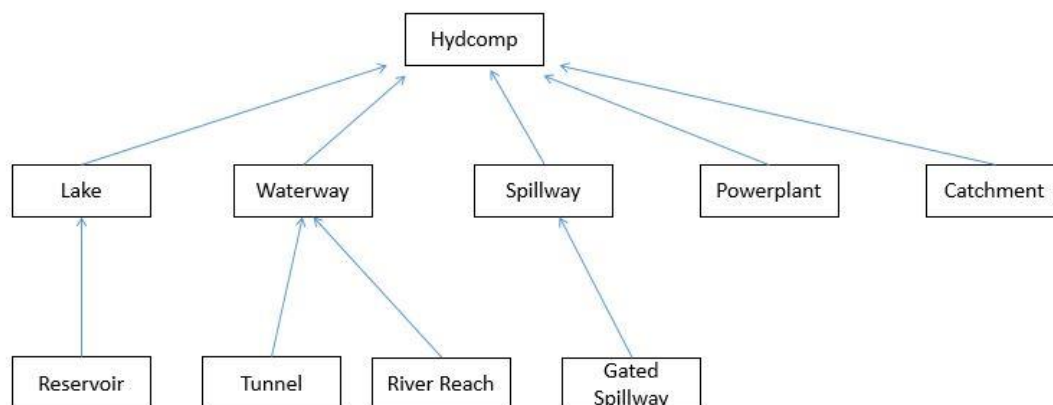 Hydcomp
Lake
Waterway
Spillway
Powerplant
Catchment
Reservoir
Tunnel
River Reach
Gated
Spillway